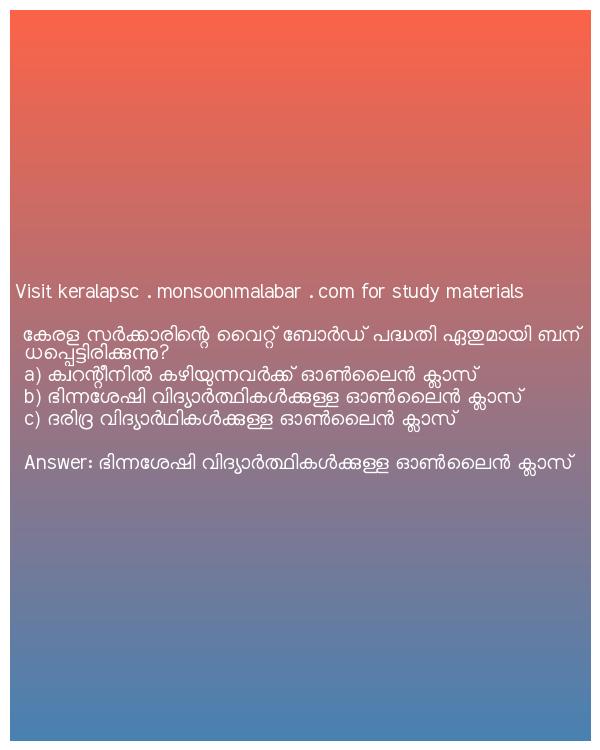 Visit keralapsc . monsoonmalabar . com for study materials
കേരള സർക്കാരിന്റെ വൈറ്റ് ബോർഡ് പദ്ധതി ഏതുമായി ബന്
ധപ്പെട്ടിരിക്കുന്നു?
a) ക്വറന്റീനിൽ കഴിയുന്നവർക്ക് ഓൺലൈൻ ക്ലാസ്
b) ഭിന്നശേഷി വിദ്യാർത്ഥികൾക്കുള്ള ഓൺലൈൻ ക്ലാസ്
c) ദരിദ്ര വിദ്യാർഥികൾക്കുള്ള ഓൺലൈൻ ക്ലാസ്
Answer: ഭിന്നശേഷി വിദ്യാർത്ഥികൾക്കുള്ള ഓൺലൈൻ ക്ലാസ്